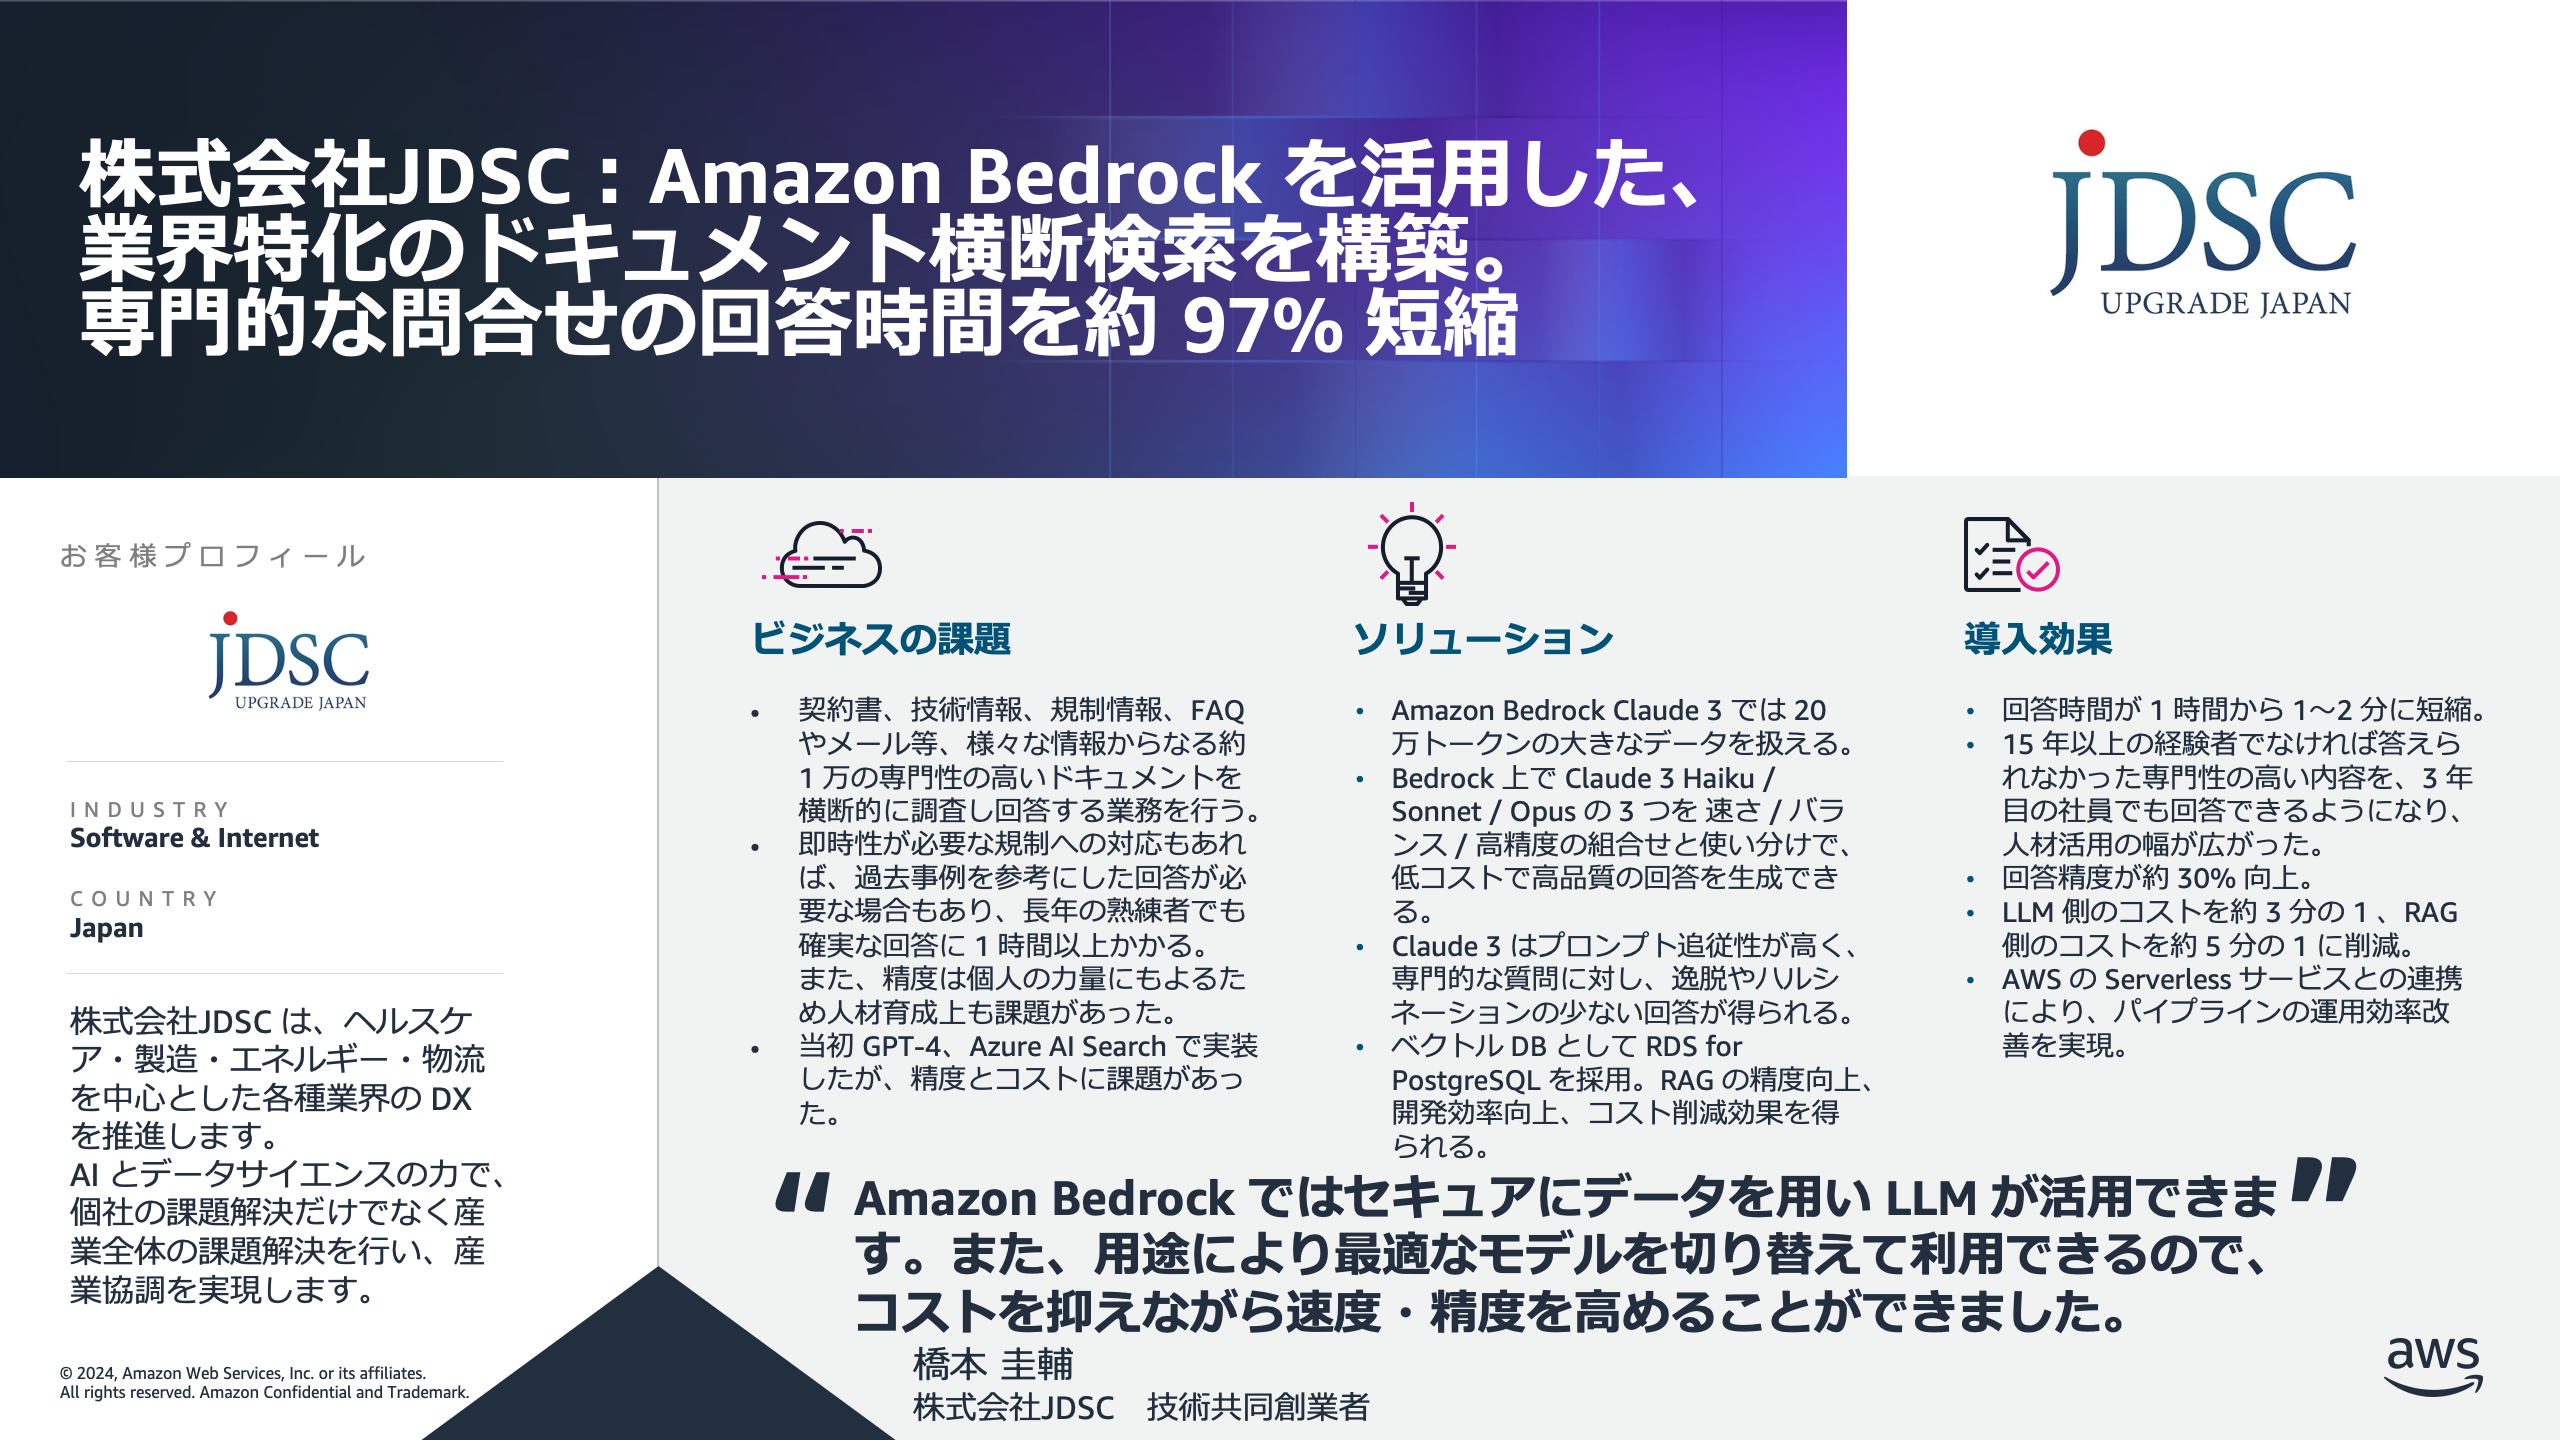 株式会社JDSC：Amazon Bedrock を活用した、
業界特化のドキュメント横断検索を構築。
専門的な問合せの回答時間を約 97% 短縮
JDSC
UPGRADE JAPAN
お客様プロフィール
JDSC
UPGRADE JAPAN
INDUSTRY
Software & Internet
COUNTRY
Japan
株式会社JDSC は、ヘルスケ
ア・製造・エネルギー・物流
を中心とした各種業界の DX
を推進します。
AI とデータサイエンスの力で、
個社の課題解決だけでなく産
業全体の課題解決を行い、産
業協調を実現します。
© 2024, Amazon Web Services, Inc. or its affiliates.
All rights reserved. Amazon Confidential and Trademark.
ビジネスの課題
• 契約書、技術情報、規制情報、FAQ
やメール等、様々な情報からなる約
1 万の専門性の高いドキュメントを
横断的に調査し回答する業務を行う。
• 即時性が必要な規制への対応もあれ
ば、過去事例を参考にした回答が必
要な場合もあり、長年の熟練者でも
確実な回答に 1 時間以上かかる。
また、精度は個人の力量にもよるた
め人材育成上も課題があった。
• 当初 GPT-4、Azure AI Search で実装
したが、精度とコストに課題があっ
た。
ソリューション
• Amazon Bedrock Claude 3 では 20
万トークンの大きなデータを扱える。
• Bedrock 上で Claude 3 Haiku /
Sonnet / Opus の 3 つを 速さ / バラ
ンス / 高精度の組合せと使い分けで、
低コストで高品質の回答を生成でき
る。
• Claude 3 はプロンプト追従性が高く、
専門的な質問に対し、逸脱やハルシ
ネーションの少ない回答が得られる。
• ベクトル DB として RDS for
PostgreSQL を採用。RAG の精度向上、
開発効率向上、コスト削減効果を得
られる。
導入効果
• 回答時間が 1 時間から 1～2 分に短縮。
• 15 年以上の経験者でなければ答えら
れなかった専門性の高い内容を、3 年
目の社員でも回答できるようになり、
人材活用の幅が広がった。
• 回答精度が約 30% 向上。
• LLM 側のコストを約 3 分の 1 、RAG
側のコストを約 5 分の 1 に削減。
• AWS の Serverless サービスとの連携
により、パイプラインの運用効率改
善を実現。
“ Amazon Bedrock ではセキュアにデータを用い LLM が活用できま ”
す。また、用途により最適なモデルを切り替えて利用できるので、
コストを抑えながら速度・精度を高めることができました。
橋本 圭輔
株式会社JDSC　技術共同創業者
aws